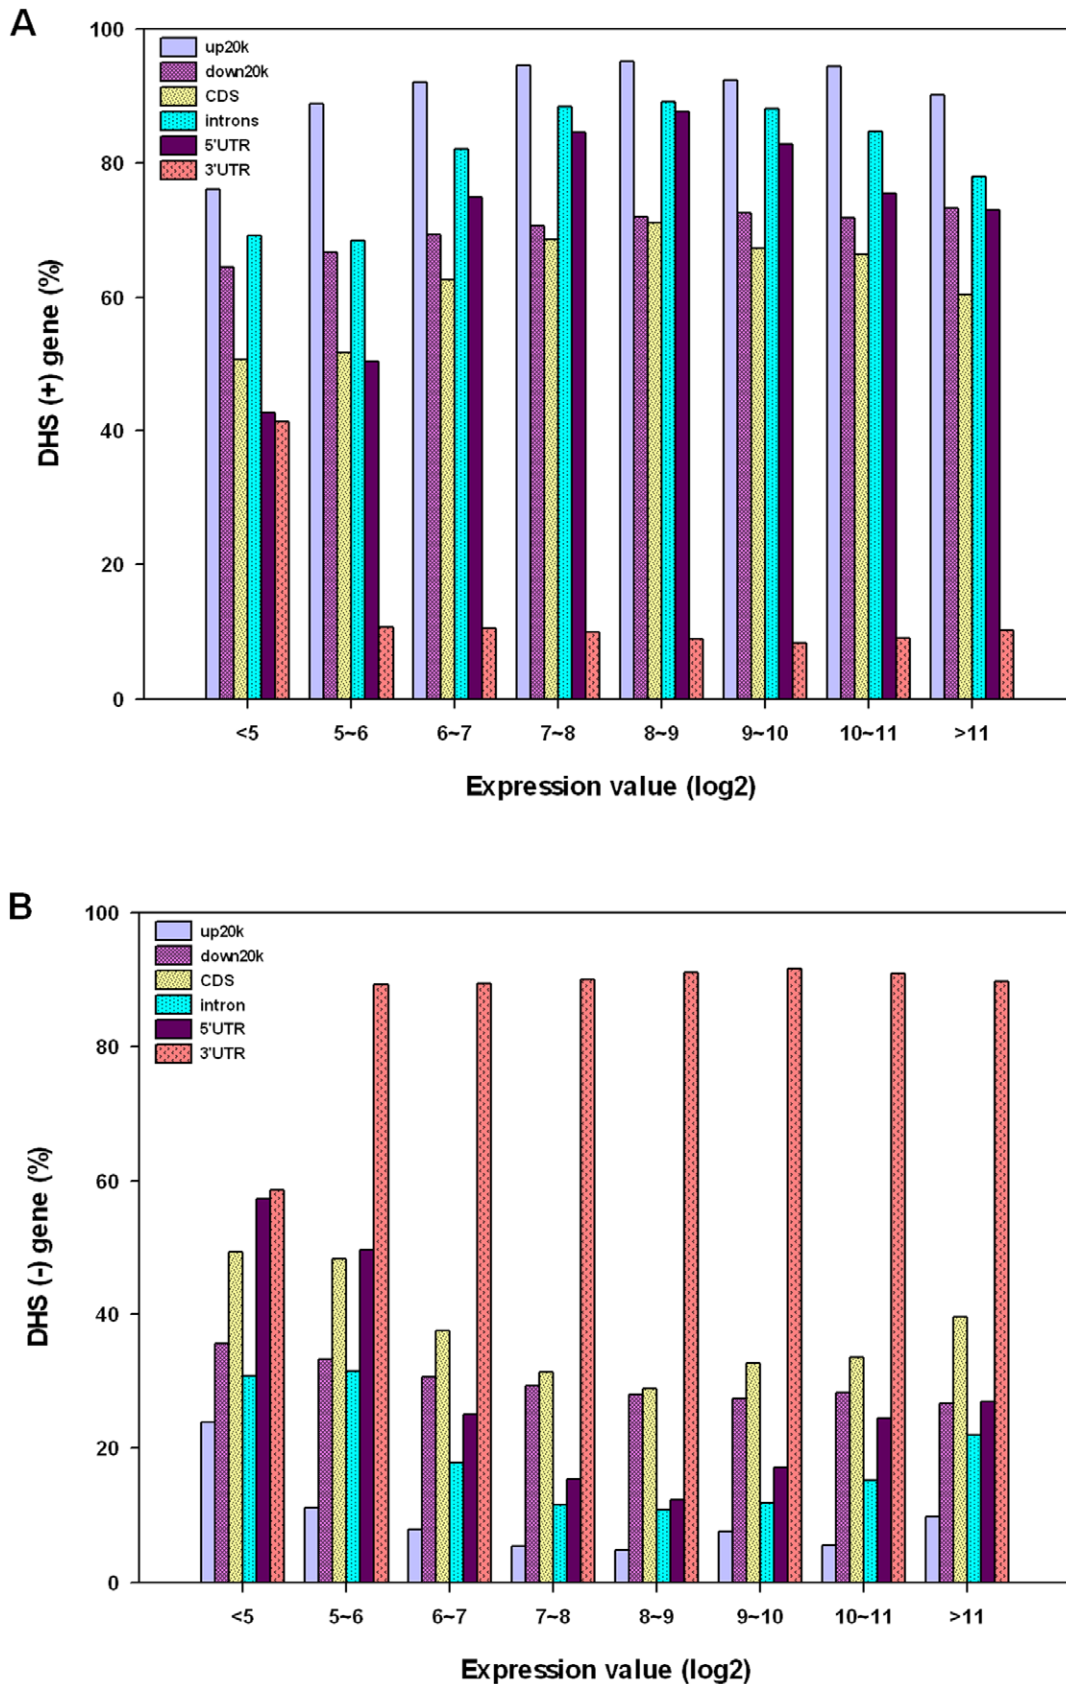 A
100
80
60
40
20
0
DHS (+) gene (%)
up20k
down20k
CDS
introns
5'UTR
3'UTR
<5 5~6 6~7 7~8 8~9 9~10 10~11 >11
Expression value (log2)
B
100
80
60
40
20
0
DHS (-) gene (%)
up20k
down20k
CDS
intron
5'UTR
3'UTR
<5 5~6 6~7 7~8 8~9 9~10 10~11 >11
Expression value (log2)